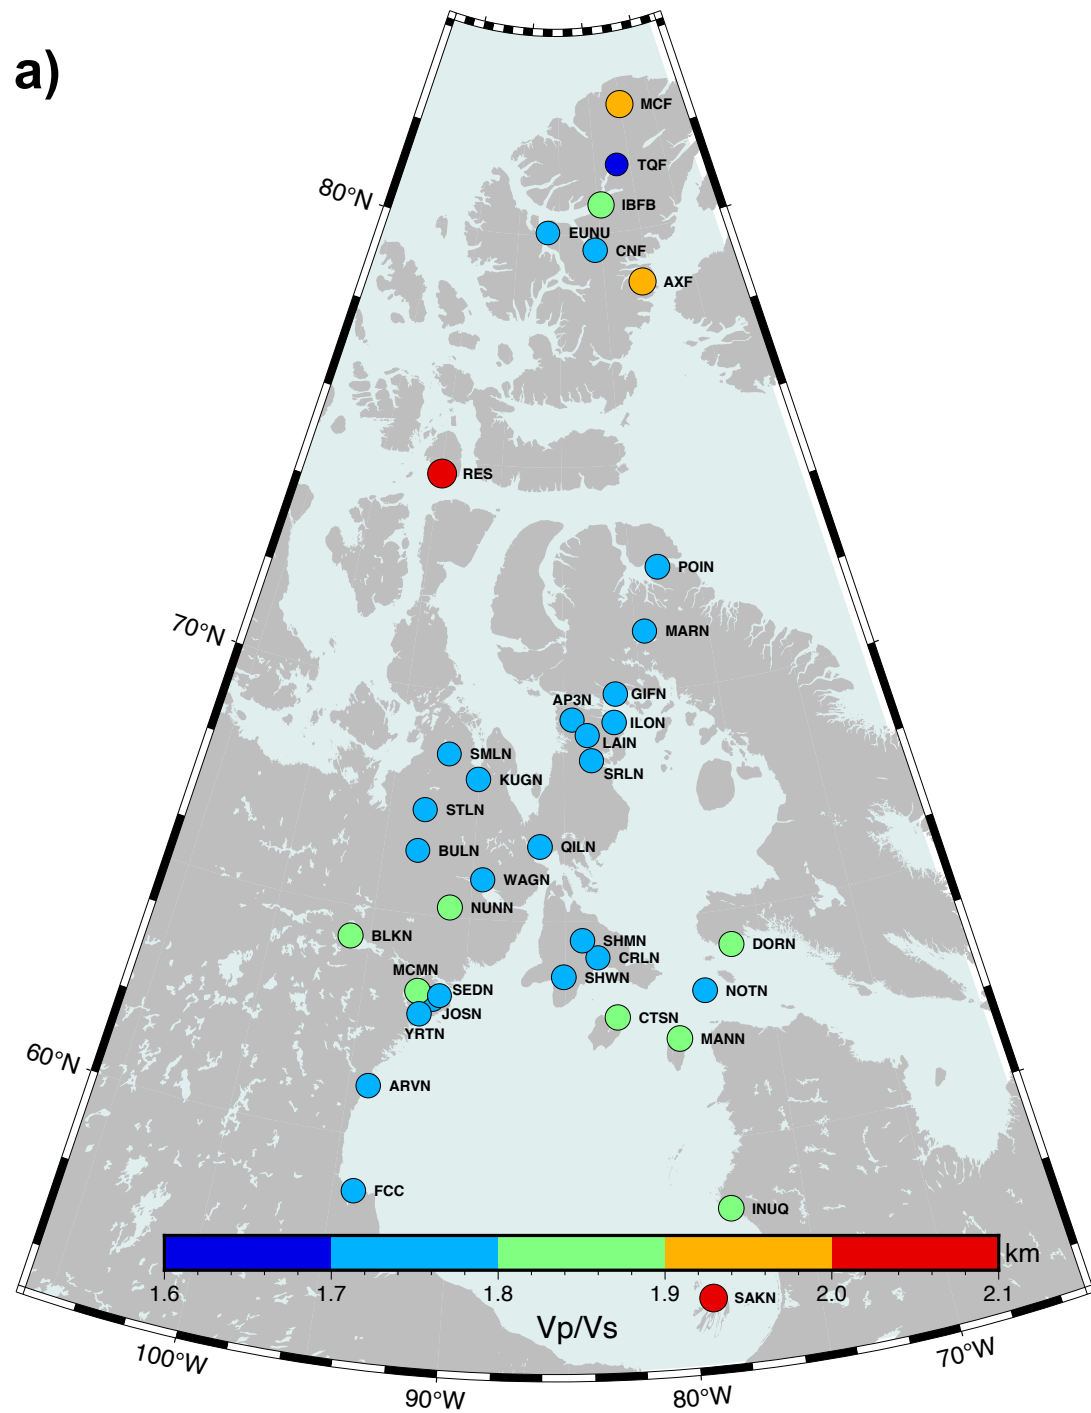 a)
MCF
TQF
80°N
IBFB
EUNU
CNF
AXF
RES
POIN
70°N
MARN
GIFN
AP3N
ILON
LAIN
SMLN
SRLN
KUGN
STLN
BULN
QILN
WAGN
NUNN
BLKN
SHMN
DORN
CRLN
MCMN
SHWN
SEDN
NOTN
JOSN
CTSN
YRTN
MANN
60°N
ARVN
FCC
INUQ
km
1.6 1.7 1.8 1.9 2.0 2.1
SAKN
Vp/Vs
100°W
90°W
80°W
70°W